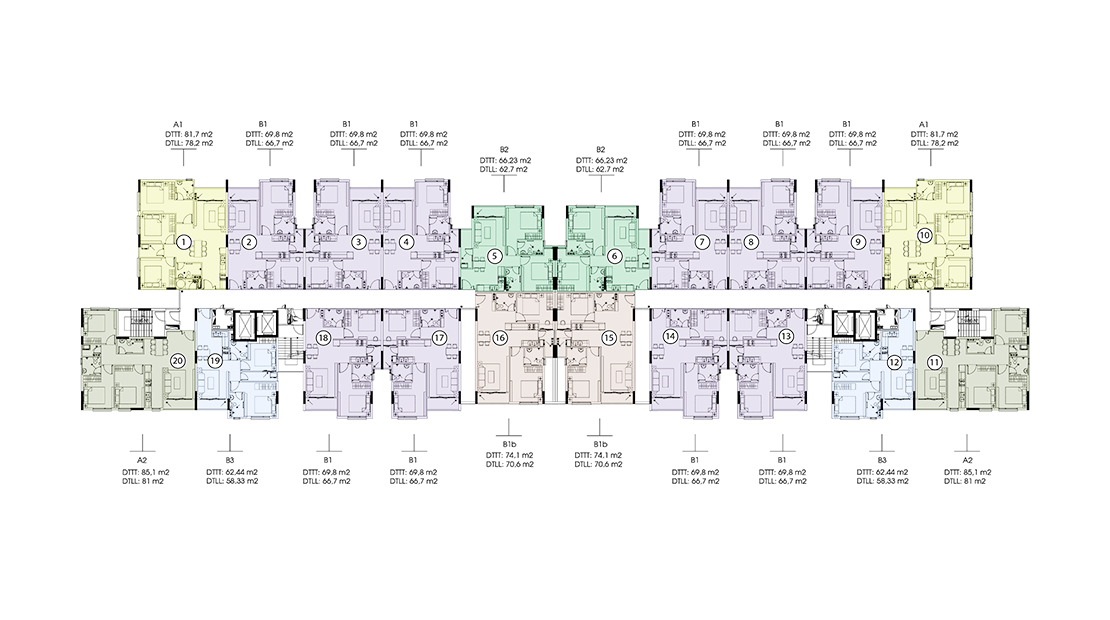 A1
DTTT: 81,7 m2
DTLL: 78,2 m2
B1
DTTT: 69,8 m2
DTLL: 66,7 m2
B1
DTTT: 69,8 m2
DTLL: 66,7 m2
B1
DTTT: 69,8 m2
DTLL: 66,7 m2
B2
DTTT: 66,23 m2
DTLL: 62.7 m2
B2
DTTT: 66,23 m2
DTLL: 62.7 m2
B1
DTTT: 69,8 m2
DTLL: 66,7 m2
B1
DTTT: 69,8 m2
DTLL: 66,7 m2
B1
DTTT: 69,8 m2
DTLL: 66,7 m2
A1
DTTT: 81,7 m2
DTLL: 78,2 m2
1
2
3
4
5
6
7
8
9
10
20
19
18
17
16
15
14
13
12
11
A2
DTTT: 85,1 m2
DTLL: 81 m2
B3
DTTT: 62.44 m2
DTLL: 58,33 m2
B1
DTTT: 69,8 m2
DTLL: 66,7 m2
B1
DTTT: 69,8 m2
DTLL: 66,7 m2
B1b
DTTT: 74.1 m2
DTLL: 70,6 m2
B1b
DTTT: 74.1 m2
DTLL: 70,6 m2
B1
DTTT: 69,8 m2
DTLL: 66,7 m2
B1
DTTT: 69,8 m2
DTLL: 66,7 m2
B3
DTTT: 62.44 m2
DTLL: 58,33 m2
A2
DTTT: 85,1 m2
DTLL: 81 m2